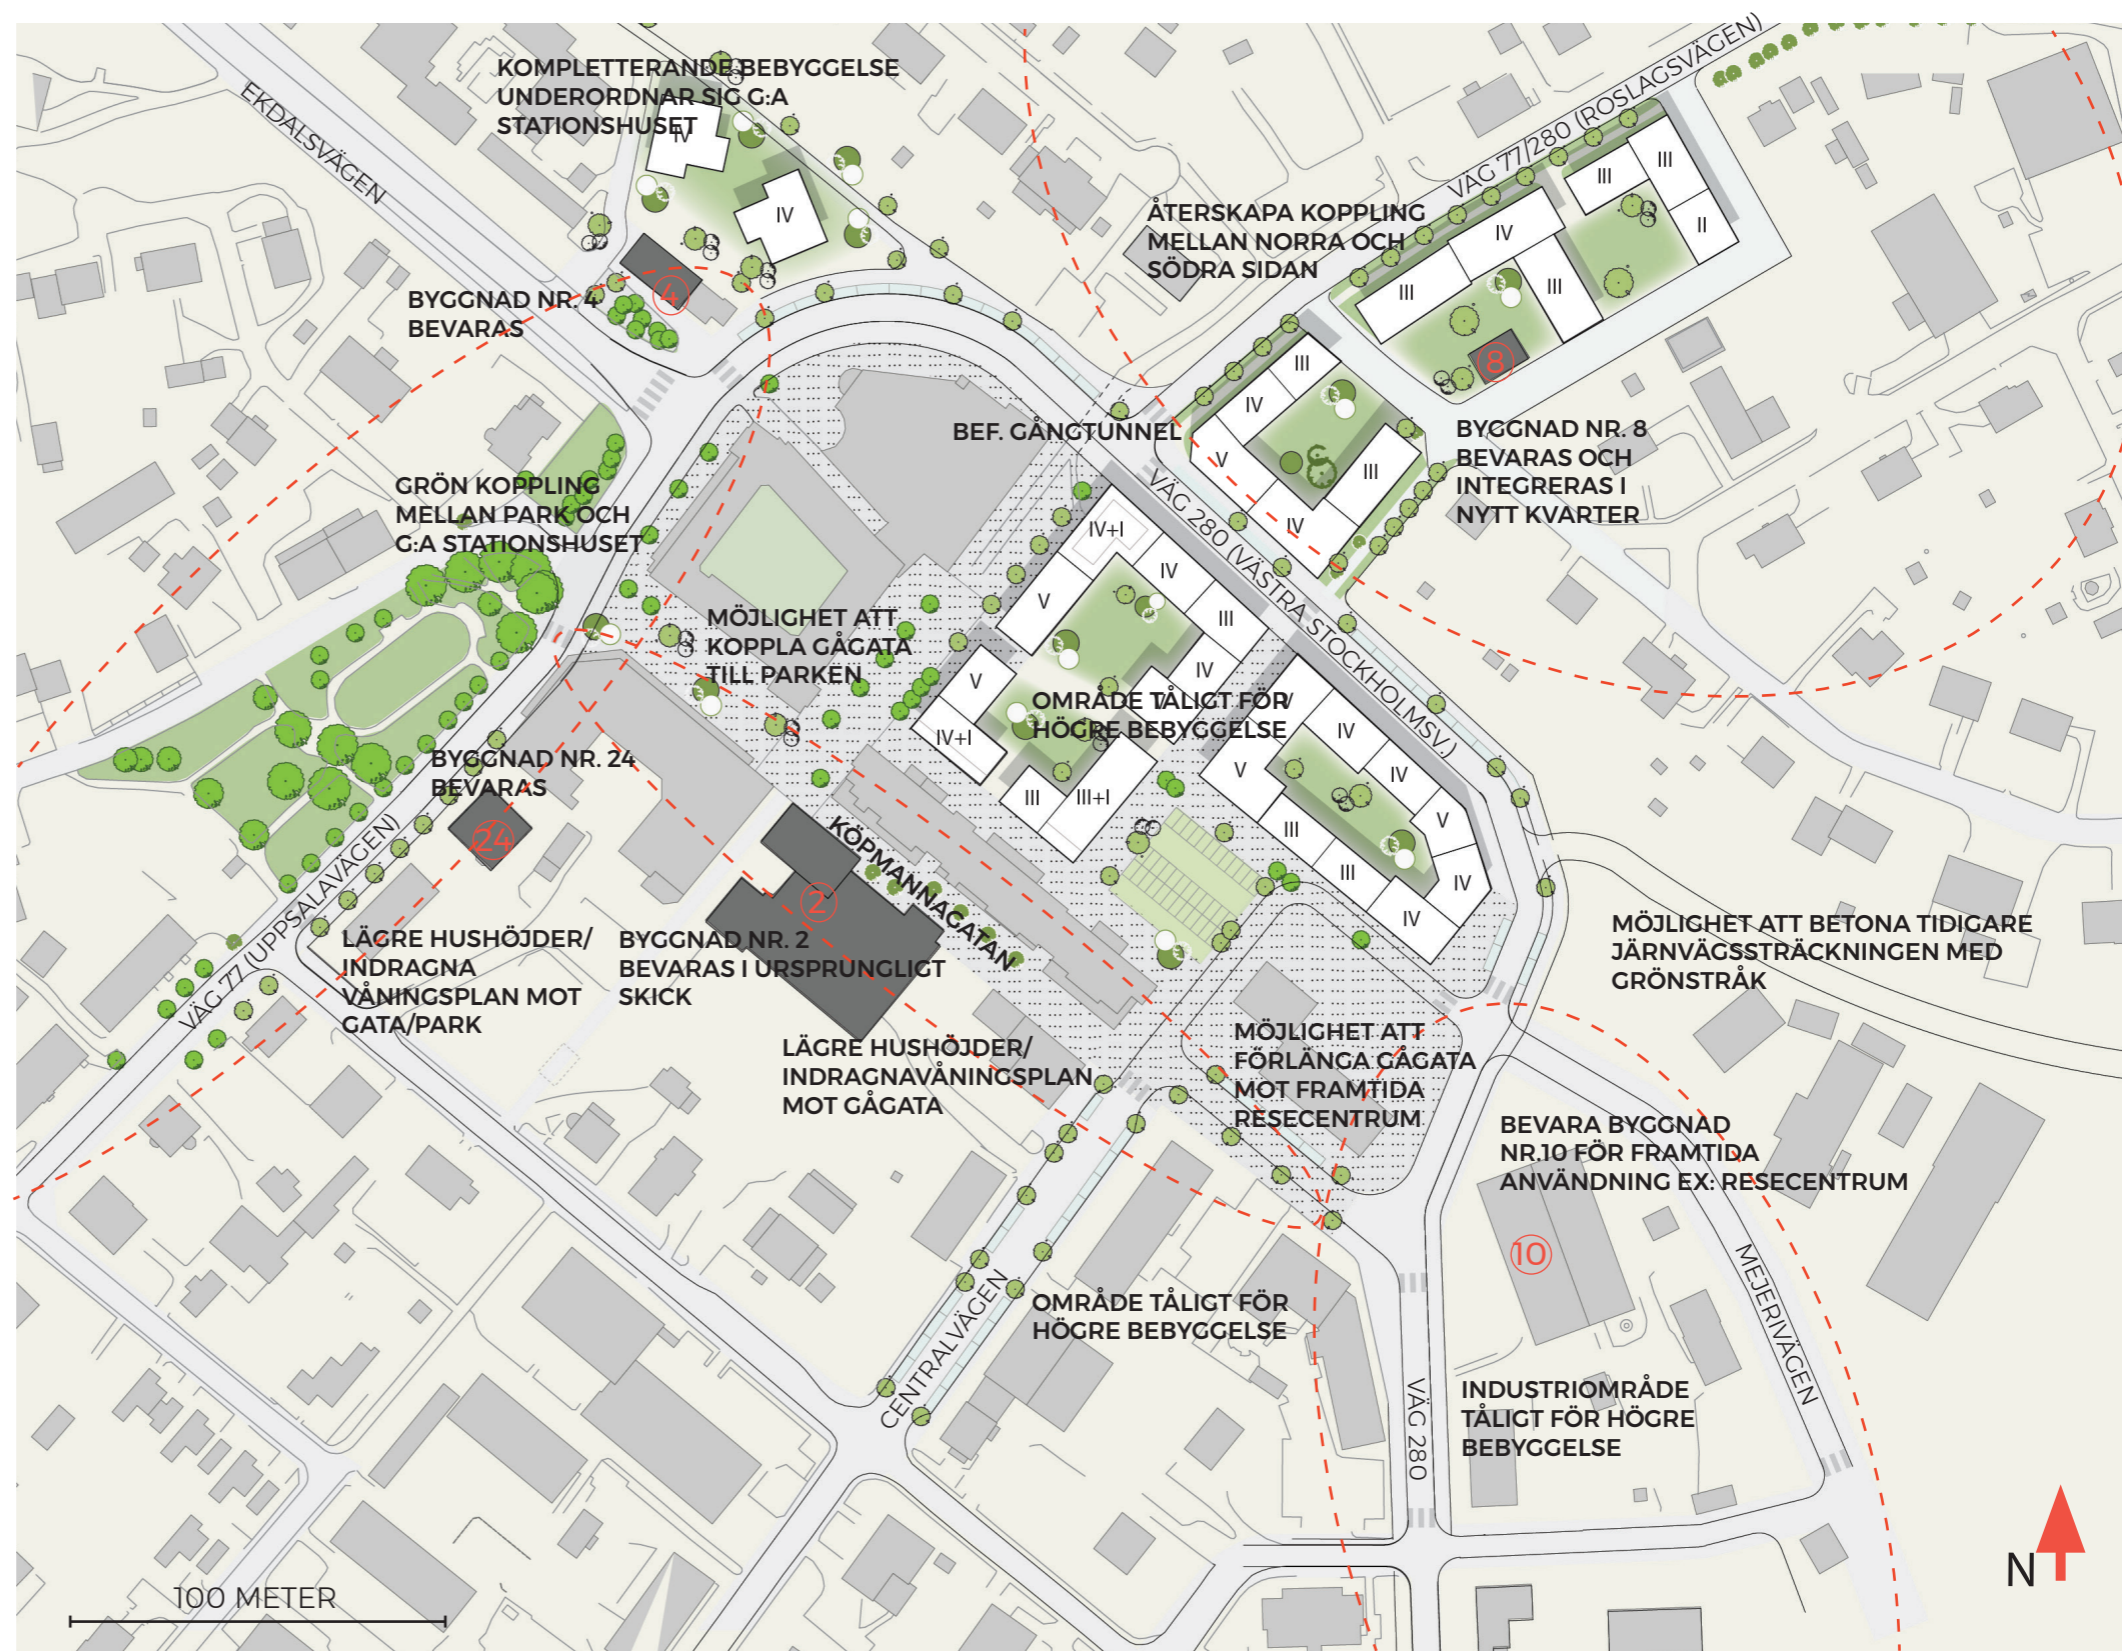 KOMPLETTERANDE BEBYGGELSE
UNDERORDNAR SIG G:A
STATIONSHUSET
IV
IV
EKDALSVÄGEN
VÄG 77/280 (ROSLAGSVÄGEN)
ÅTERSKAPA KOPPLING
MELLAN NORRA OCH
SÖDRA SIDAN
III
III
II
IV
III
III
BYGGNAD NR. 4
BEVARAS
4
8
BEF. GÅNGTUNNEL
III
IV
V
III
IV
BYGGNAD NR. 8
BEVARAS OCH
INTEGRERAS I
NYTT KVARTER
GRÖN KOPPLING
MELLAN PARK OCH
G:A STATIONSHUSET
VÄG 280 (VÄSTRA STOCKHOLMSV.)
IV+I
IV
V
III
IV
V
IV+I
III
III+I
MÖJLIGHET ATT
KOPPLA GÅGATA
TILL PARKEN
OMRÅDE TÅLIGT FÖR
HÖGRE BEBYGGELSE
IV
IV
V
V
III
III
IV
IV
BYGGNAD NR. 24
BEVARAS
24
KÖPMANNAGATAN
2
VÄG 77 (UPPSALAVÄGEN)
LÄGRE HUSHÖJDER/
INDRAGNA
VÅNINGSPLAN MOT
GATA/PARK
BYGGNAD NR. 2
BEVARAS I URSPRUNGLIGT
SKICK
MÖJLIGHET ATT BETONA TIDIGARE
JÄRNVÄGSSTRÄCKNINGEN MED
GRÖNSTRÅK
LÄGRE HUSHÖJDER/
INDRAGNAVÅNINGSPLAN
MOT GÅGATA
MÖJLIGHET ATT
FÖRLÄNGA GÅGATA
MOT FRAMTIDA
RESECENTRUM
BEVARA BYGGNAD
NR.10 FÖR FRAMTIDA
ANVÄNDNING EX: RESECENTRUM
10
MEJERIVÄGEN
OMRÅDE TÅLIGT FÖR
HÖGRE BEBYGGELSE
CENTRALVÄGEN
VÄG 280
INDUSTRIOMRÅDE
TÅLIGT FÖR HÖGRE
BEBYGGELSE
100 METER
N